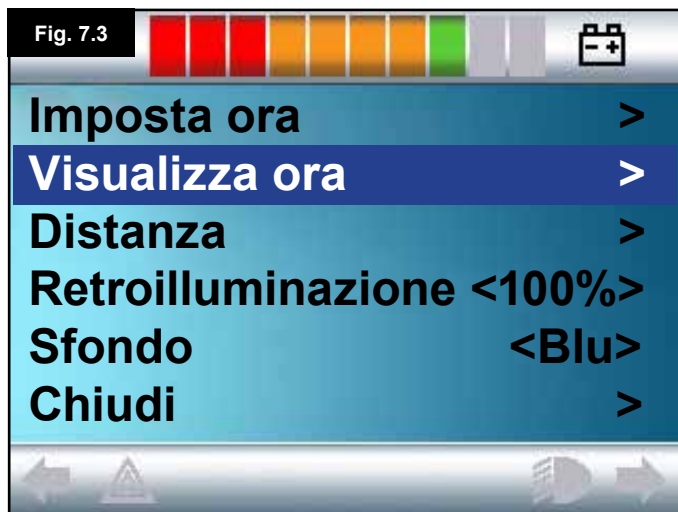 Fig. 7.3
Imposta ora >
Visualizza ora >
Distanza >
Retroilluminazione <100%>
Sfondo <Blu>
Chiudi >